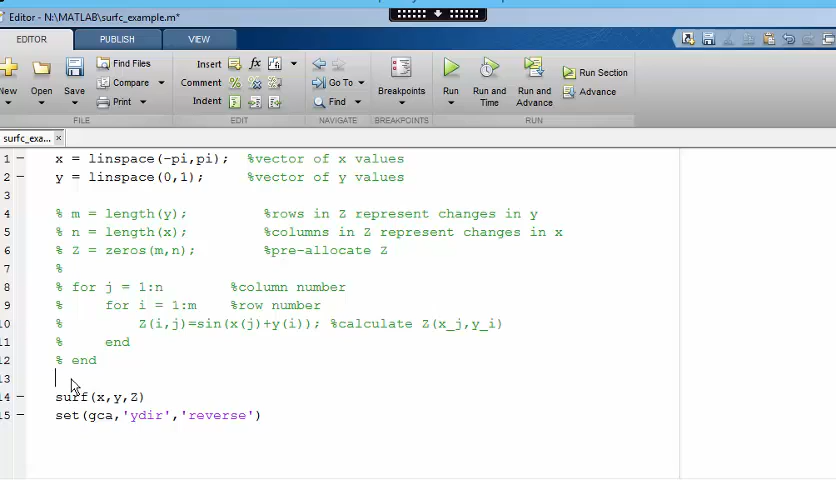 Editor - N:\MATLAB\surfc_example.m*
EDITOR PUBLISH VIEW
New Open Save Find Files Compare Print
Insert fx Comment % Indent
Go To Find
Breakpoints
Run Run and Time Run and Advance Run Section Advance
FILE EDIT NAVIGATE BREAKPOINTS RUN
surfc_exa... ×
1 x = linspace(-pi,pi); %vector of x values
2 y = linspace(0,1); %vector of y values
3
4 % m = length(y); %rows in Z represent changes in y
5 % n = length(x); %columns in Z represent changes in x
6 % Z = zeros(m,n); %pre-allocate Z
7 %
8 % for j = 1:n %column number
9 % for i = 1:m %row number
10 % Z(i,j)=sin(x(j)+y(i)); %calculate Z(x_j,y_i)
11 % end
12 % end
13
14 surf(x,y,Z)
15 set(gca,'ydir','reverse')